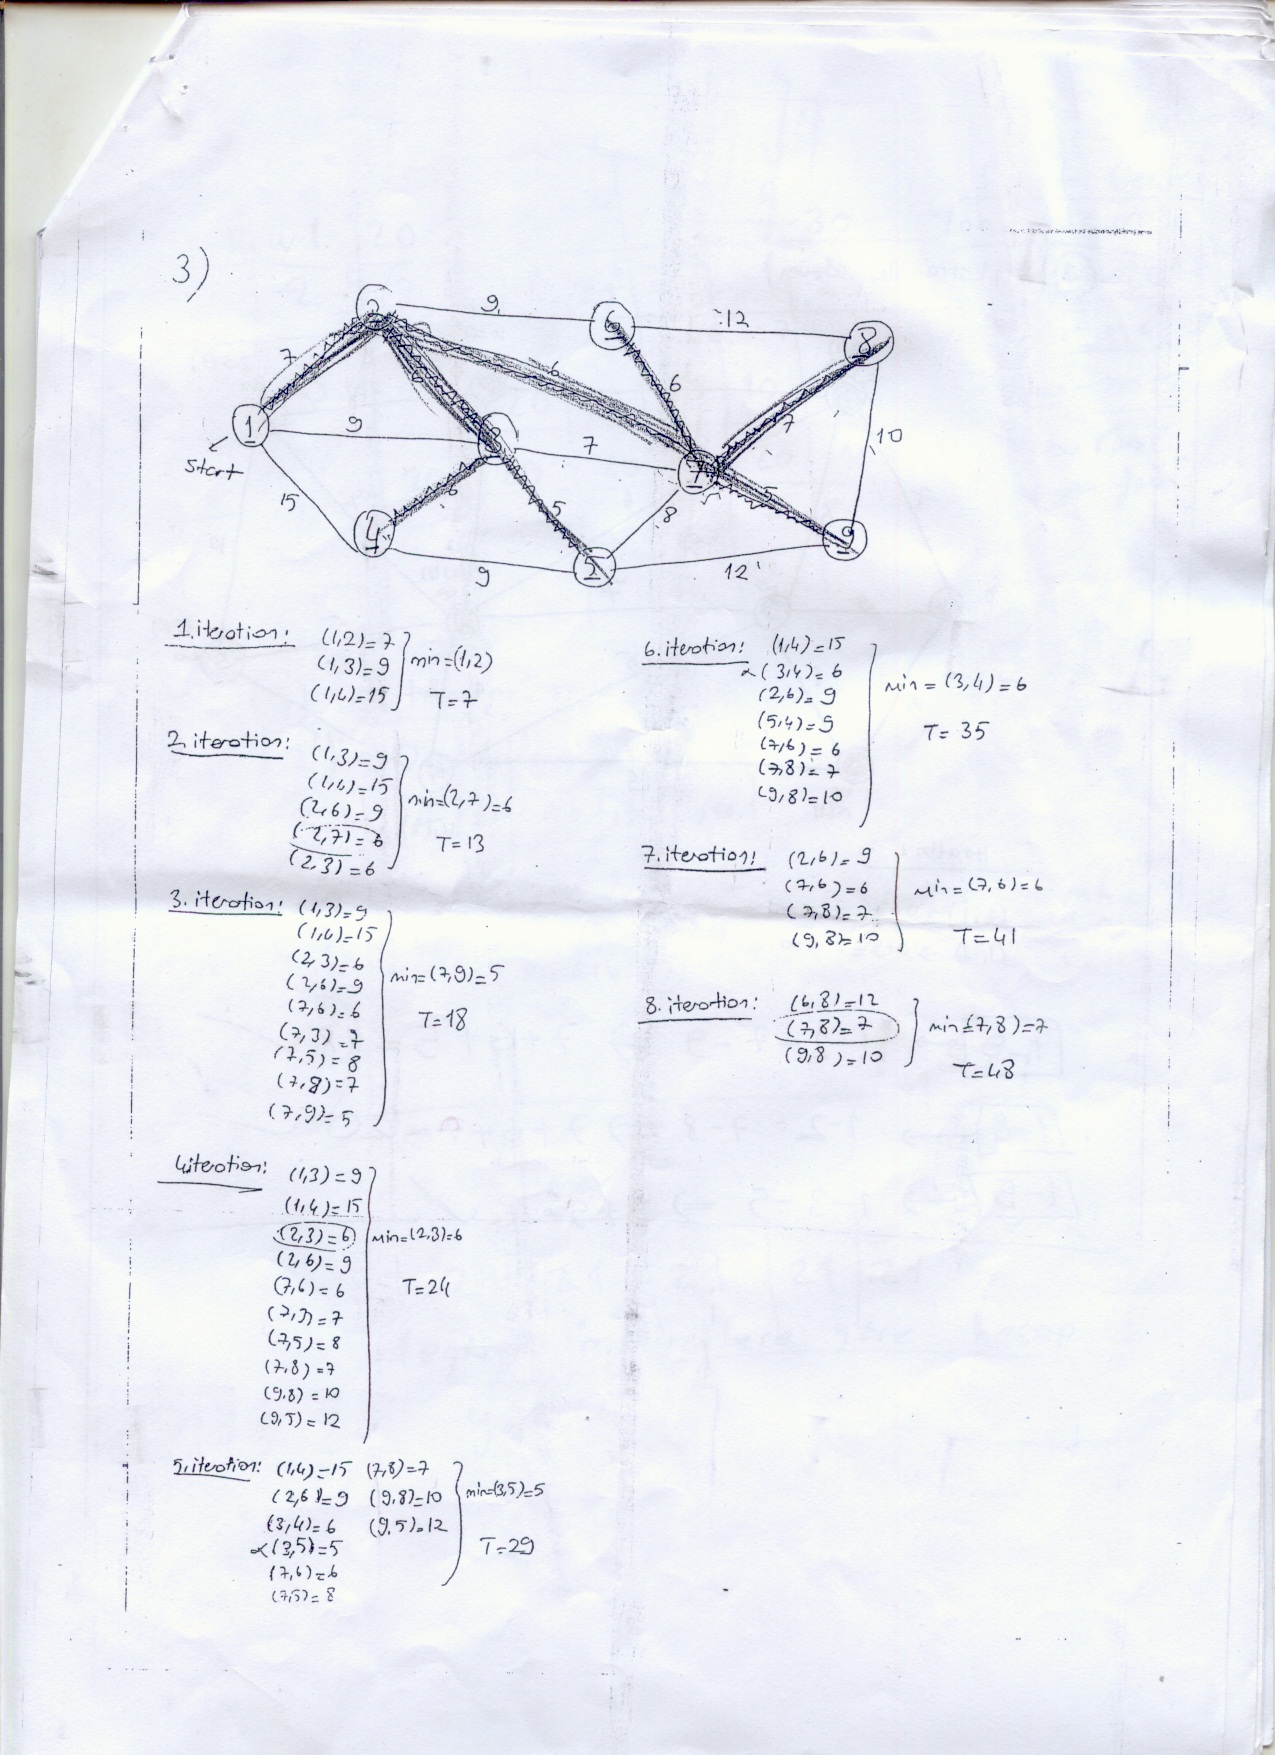 3)
2 9 6 12 8
7 6 6 7 10
1 9 3 7 7
Start
15 6 5 8 5 9
4 9 5 12
1.iteration: (1,2)=7
(1,3)=9 min=(1,2)
(1,4)=15 T=7
2.iteration: (1,3)=9
(1,4)=15
(2,6)=9 min=(2,7)=6
(2,7)=6 T=13
(2,3)=6
3. iteration: (1,3)=9
(1,4)=15
(2,3)=6
(2,6)=9 min=(7,9)=5
(7,6)=6 T=18
(7,3)=7
(7,5)=8
(7,8)=7
(7,9)=5
4.iteration: (1,3)=9
(1,4)=15
(2,3)=6 min=(2,3)=6
(2,6)=9
(7,6)=6 T=24
(7,3)=7
(7,5)=8
(7,8)=7
(9,8)=10
(9,5)=12
5.iteration: (1,4)=15 (7,8)=7
(2,6)=9 (9,8)=10 min=(3,5)=5
(3,4)=6 (9,5)=12
∝(3,5)=5 T=29
(7,6)=6
(7,5)=8
6. iteration: (1,4)=15
∝(3,4)=6
(2,6)=9 min=(3,4)=6
(5,4)=9 T=35
(7,6)=6
(7,8)=7
(9,8)=10
7. iteration: (2,6)=9
(7,6)=6 min=(7,6)=6
(7,8)=7
(9,8)=10 T=41
8. iteration: (6,8)=12
(7,8)=7 min=(7,8)=7
(9,8)=10 T=48